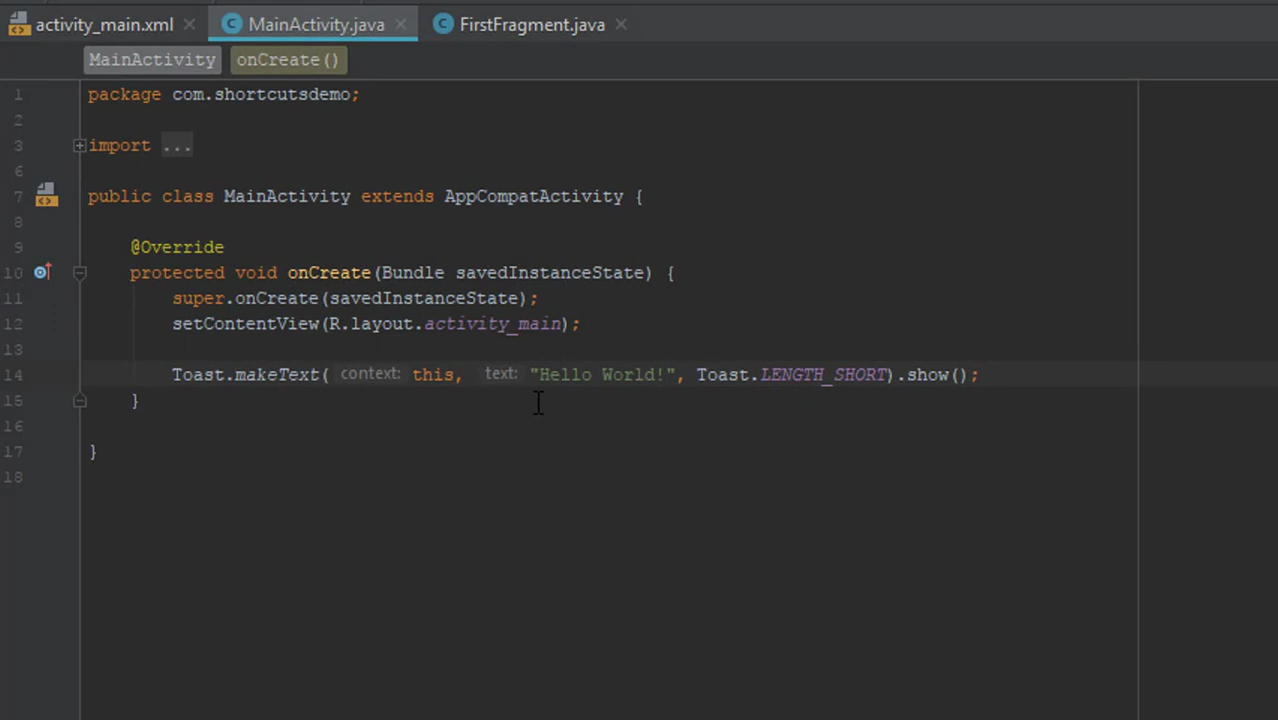 activity_main.xml MainActivity.java FirstFragment.java
MainActivity onCreate()
1 package com.shortcutsdemo;
2
3 import ...
6
7 public class MainActivity extends AppCompatActivity {
8
9 @Override
10 protected void onCreate(Bundle savedInstanceState) {
11 super.onCreate(savedInstanceState);
12 setContentView(R.layout.activity_main);
13
14 Toast.makeText( context: this, text: "Hello World!", Toast.LENGTH_SHORT).show();
15 }
16
17 }
18